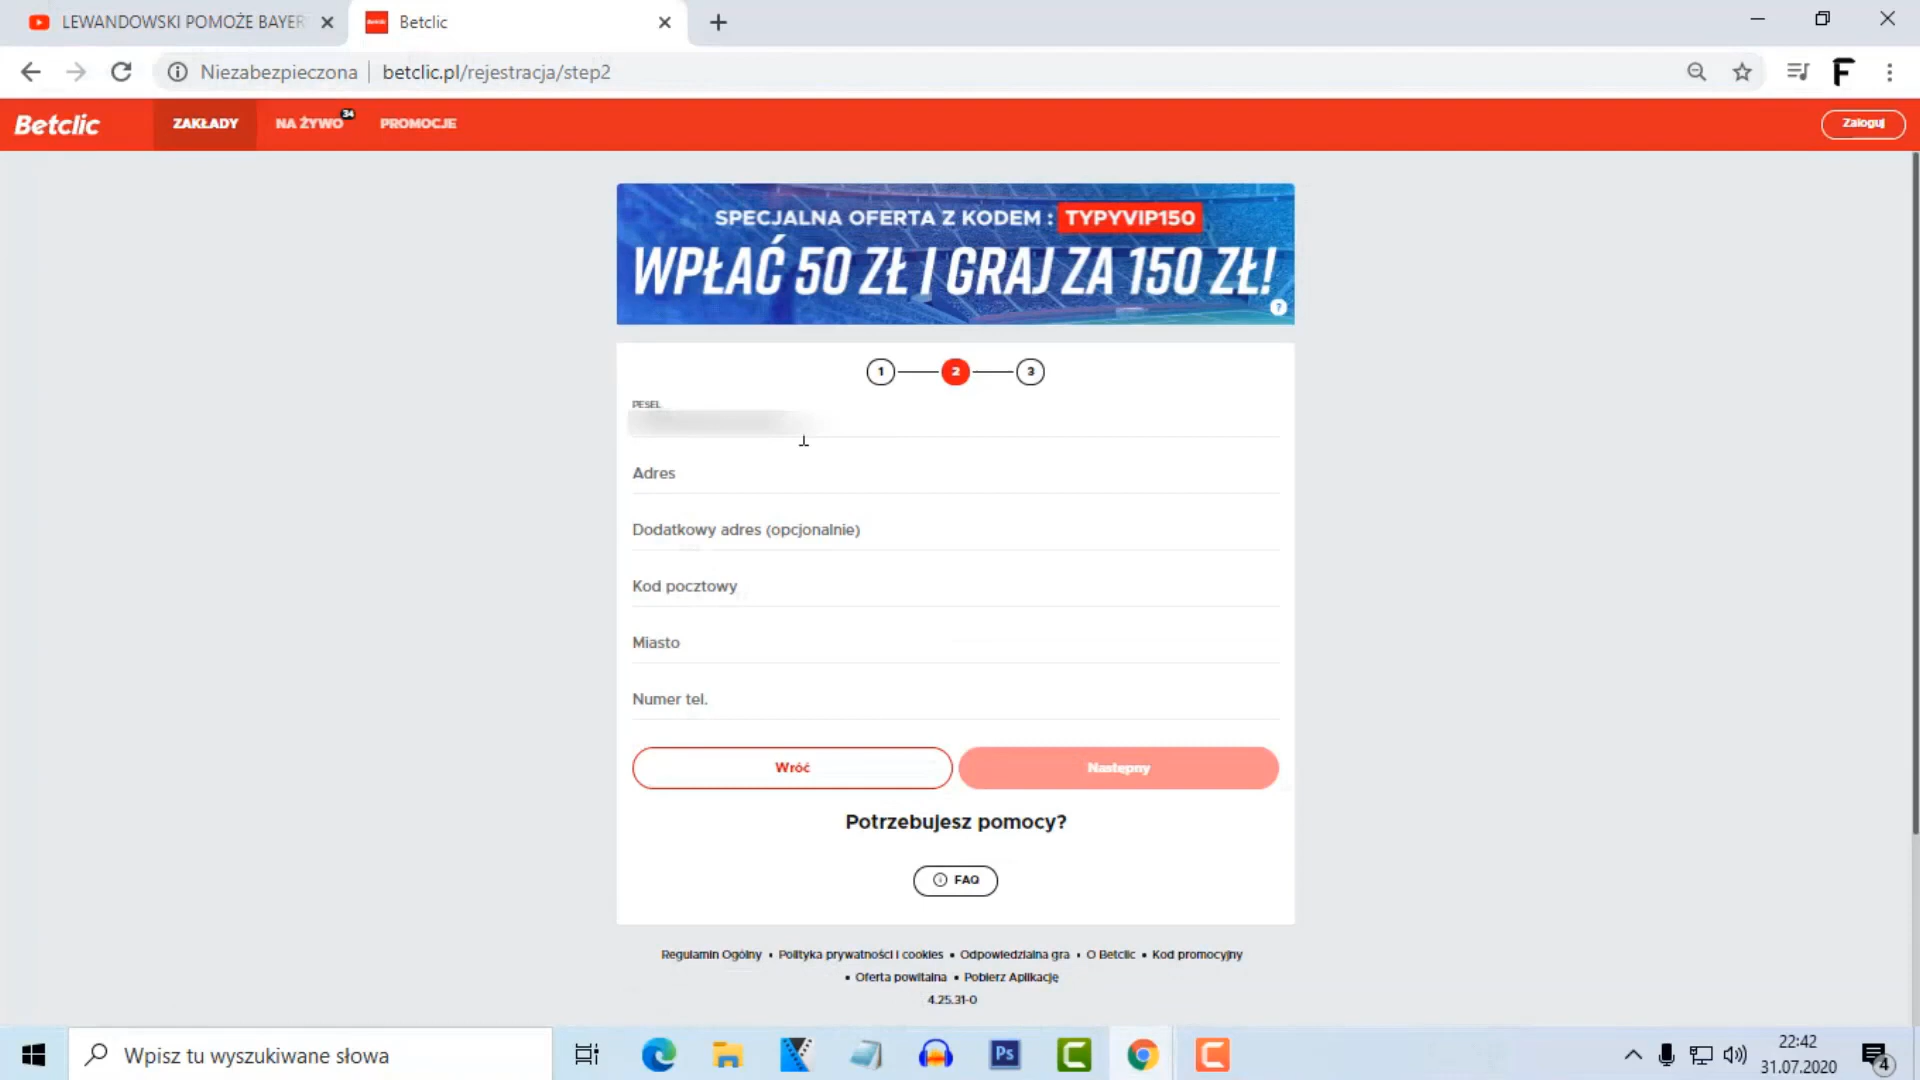 LEWANDOWSKI POMOŻE BAYER
Betclic
Niezabezpieczona
betclic.pl/rejestracja/step2
Betclic
ZAKŁADY
NA ŻYWO
34
PROMOCJE
Zaloguj
SPECJALNA OFERTA Z KODEM : TYPYVIP150
WPŁAĆ 50 ZŁ I GRAJ ZA 150 ZŁ!
?
1
2
3
PESEL
Adres
Dodatkowy adres (opcjonalnie)
Kod pocztowy
Miasto
Numer tel.
Wróć
Następny
Potrzebujesz pomocy?
FAQ
Regulamin Ogólny • Polityka prywatności i cookies • Odpowiedzialna gra • O Betclic • Kod promocyjny
• Oferta powitalna • Pobierz Aplikację
4.25.31-0
Wpisz tu wyszukiwane słowa
Ps
22:42
31.07.2020
4